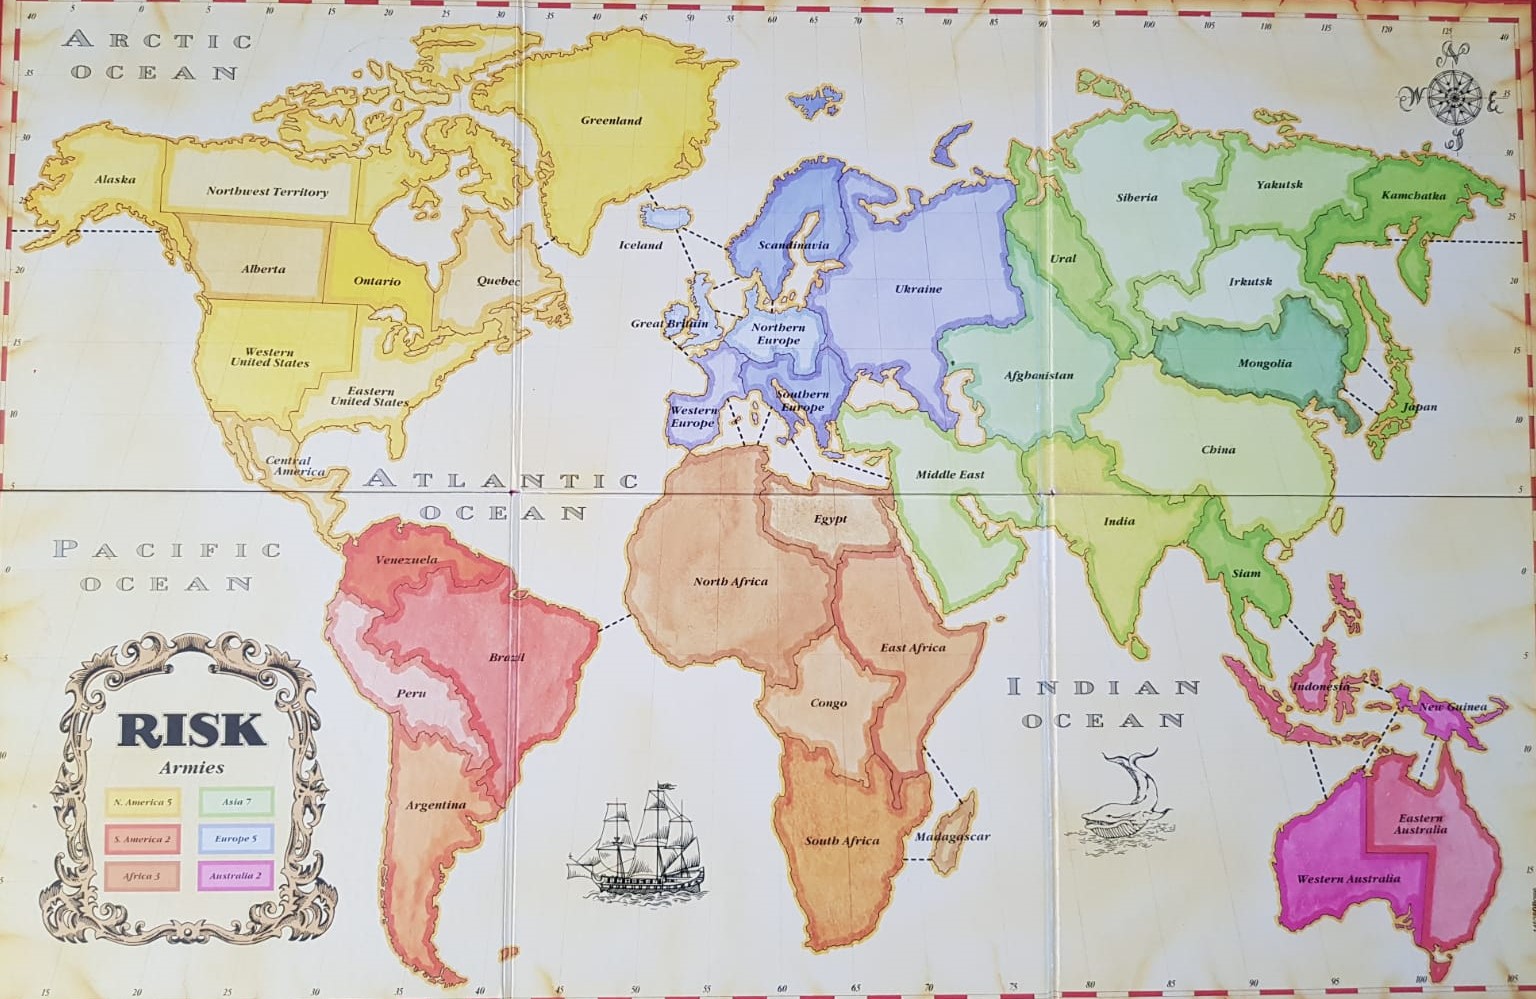 ARCTIC
OCEAN
N
W
E
S
Greenland
Alaska
Northwest Territory
Siberia
Yakutsk
Kamchatka
Iceland
Scandinavia
Ural
Alberta
Ontario
Quebec
Ukraine
Irkutsk
Great Britain
Northern
Europe
Western
United States
Mongolia
Afghanistan
Eastern
United States
Western
Europe
Southern
Europe
Japan
China
Central
America
Middle East
ATLANTIC
OCEAN
Egypt
India
PACIFIC
OCEAN
Venezuela
North Africa
Siam
Brazil
East Africa
Peru
Congo
INDIAN
OCEAN
Indonesia
New Guinea
RISK
Armies
N. America 5
Asia 7
S. America 2
Europe 5
Africa 3
Australia 2
Argentina
South Africa
Madagascar
Eastern
Australia
Western Australia